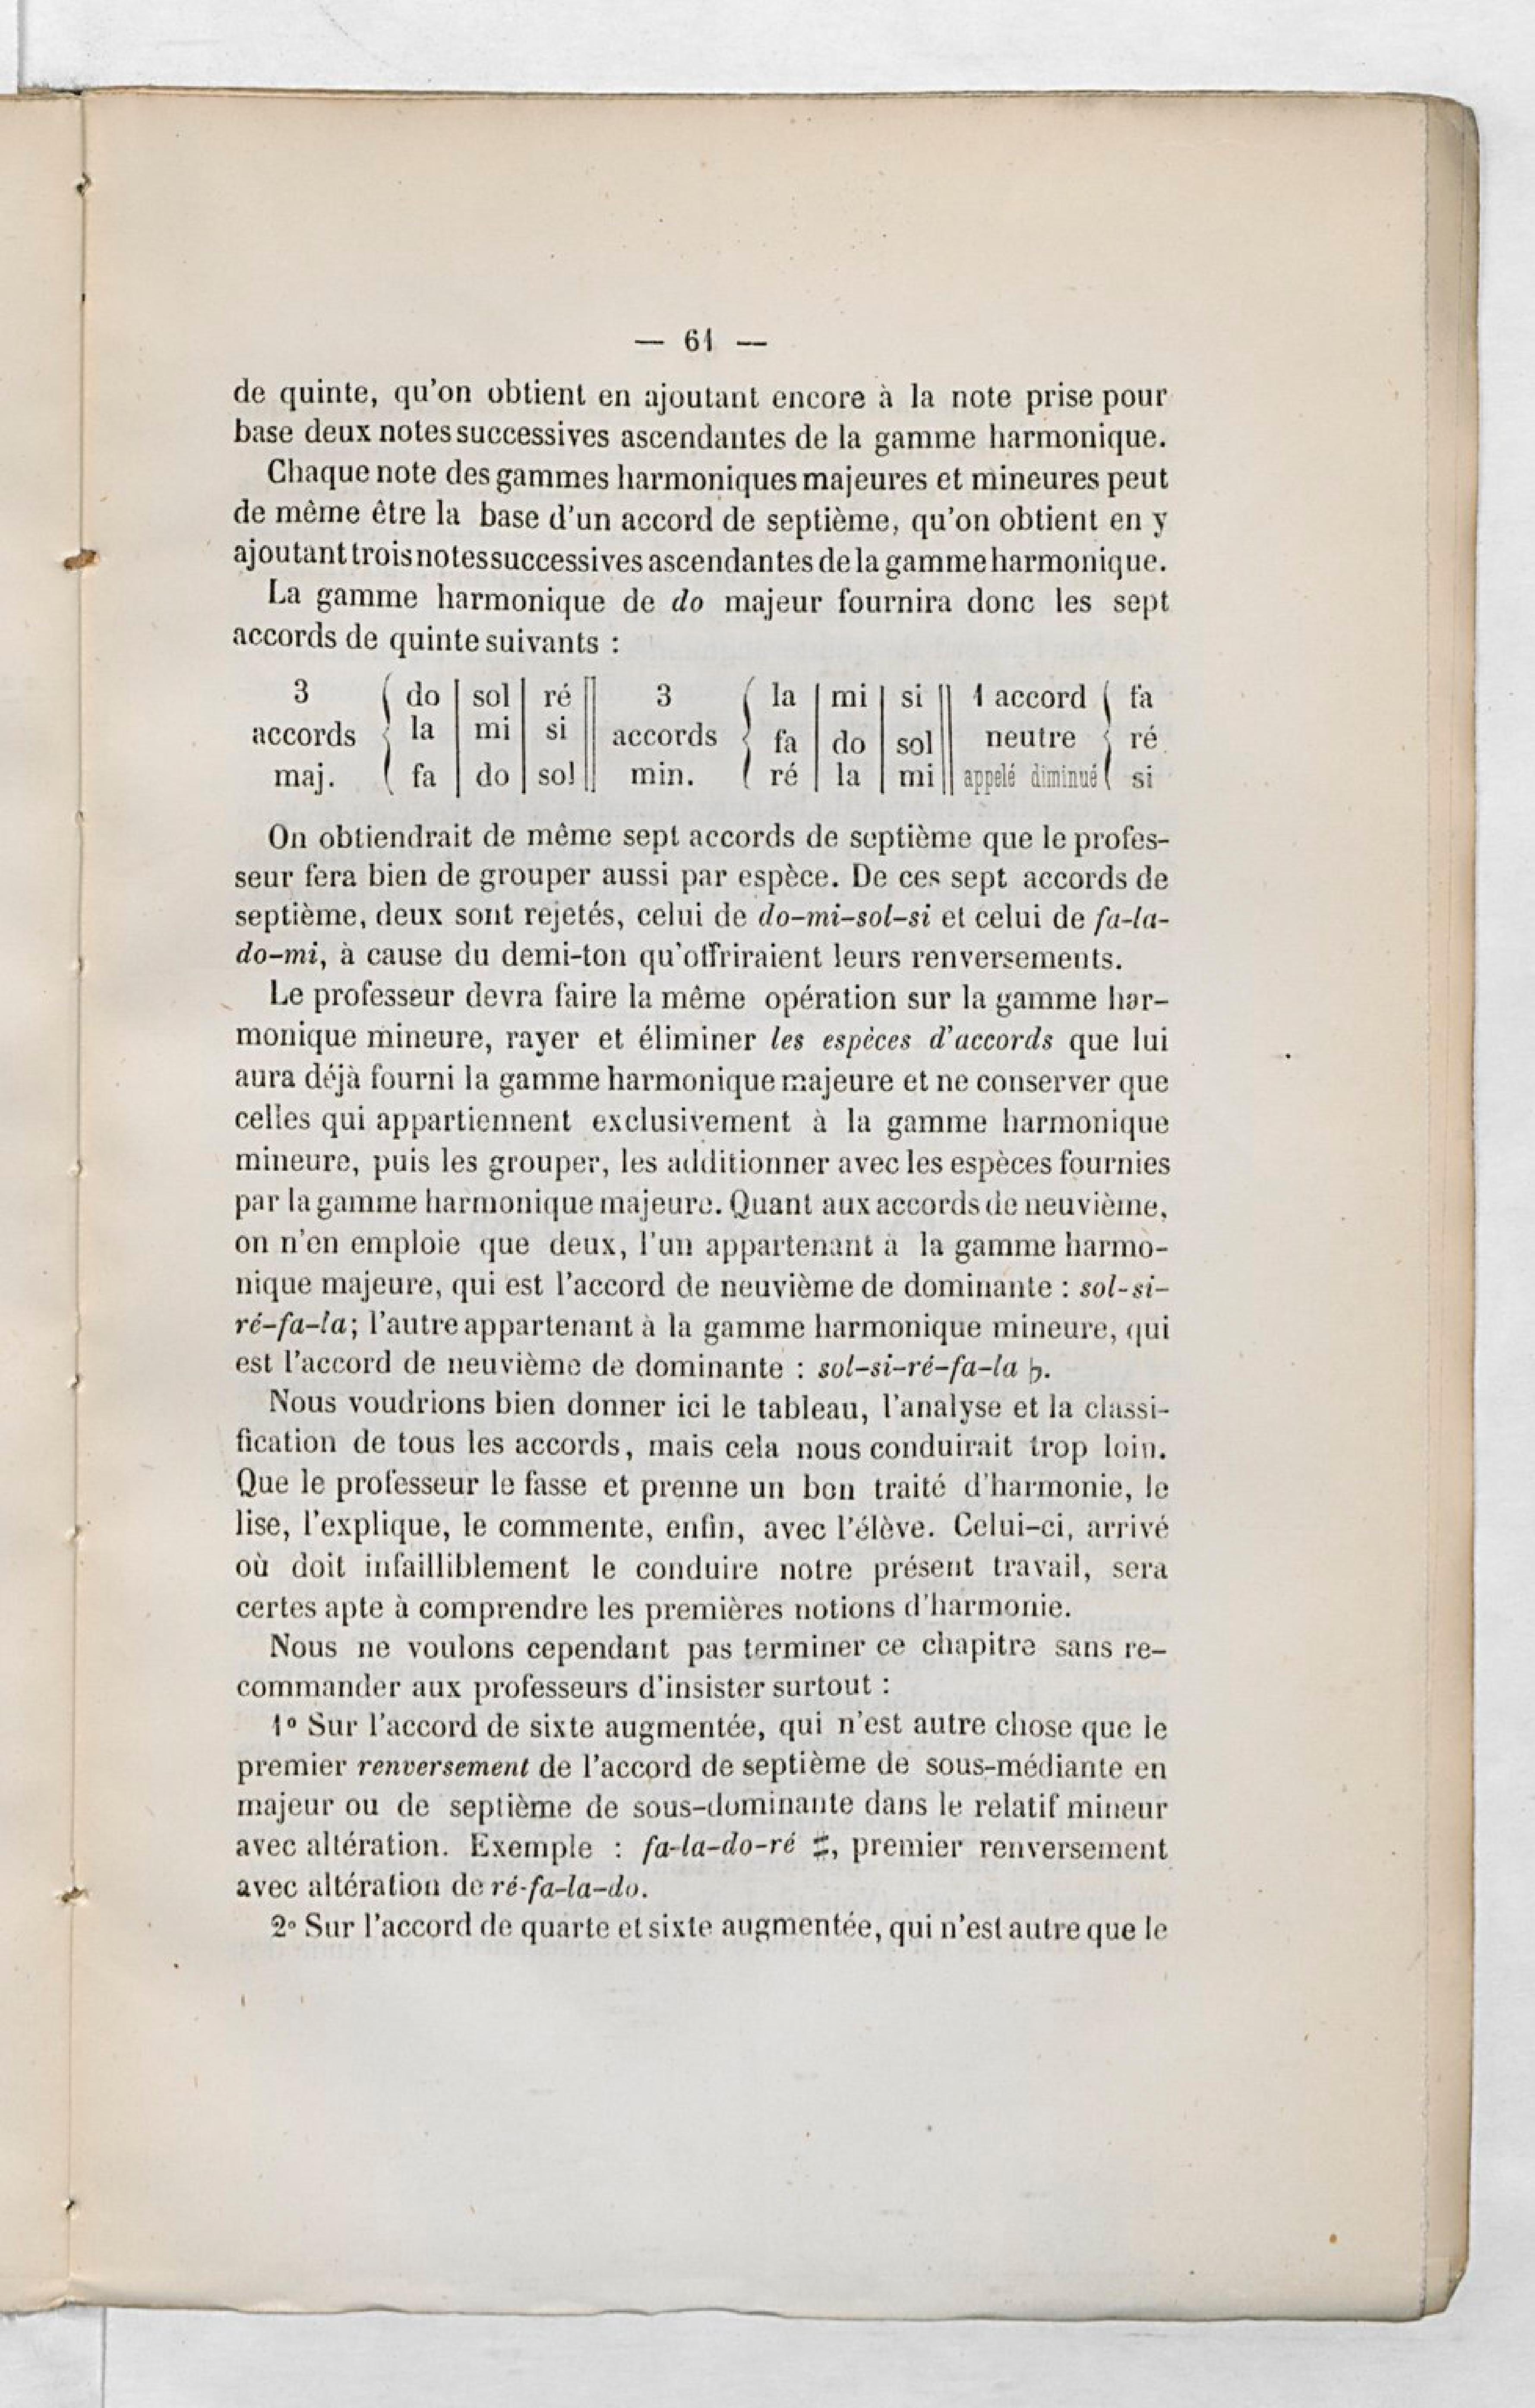 — 61 —
de quinte, qu'on obtient en ajoutant encore à la note prise pour
base deux notes successives ascendantes de la gamme harmonique.
Chaque note des gammes harmoniques majeures et mineures peut
de même être la base d'un accord de septième, qu'on obtient en y
ajoutant trois notes successives ascendantes de la gamme harmonique.
La gamme harmonique de do majeur fournira donc les sept
accords de quinte suivants :
3 { do | sol | ré || 3 { la | mi | si || 1 accord { fa
accords { la | mi | si || accords { fa | do | sol || neutre { ré
maj. { fa | do | sol || min. { ré | la | mi || appelé diminué { si
On obtiendrait de même sept accords de septième que le profes-
seur fera bien de grouper aussi par espèce. De ces sept accords de
septième, deux sont rejetés, celui de do-mi-sol-si et celui de fa-la-
do-mi, à cause du demi-ton qu'offriraient leurs renversements.
Le professeur devra faire la même opération sur la gamme har-
monique mineure, rayer et éliminer les espèces d'accords que lui
aura déjà fourni la gamme harmonique majeure et ne conserver que
celles qui appartiennent exclusivement à la gamme harmonique
mineure, puis les grouper, les additionner avec les espèces fournies
par la gamme harmonique majeure. Quant aux accords de neuvième,
on n'en emploie que deux, l'un appartenant à la gamme harmo-
nique majeure, qui est l'accord de neuvième de dominante : sol-si-
ré-fa-la; l'autre appartenant à la gamme harmonique mineure, qui
est l'accord de neuvième de dominante : sol-si-ré-fa-la ♭.
Nous voudrions bien donner ici le tableau, l'analyse et la classi-
fication de tous les accords, mais cela nous conduirait trop loin.
Que le professeur le fasse et prenne un bon traité d'harmonie, le
lise, l'explique, le commente, enfin, avec l'élève. Celui-ci, arrivé
où doit infailliblement le conduire notre présent travail, sera
certes apte à comprendre les premières notions d'harmonie.
Nous ne voulons cependant pas terminer ce chapitre sans re-
commander aux professeurs d'insister surtout :
1° Sur l'accord de sixte augmentée, qui n'est autre chose que le
premier renversement de l'accord de septième de sous-médiante en
majeur ou de septième de sous-dominante dans le relatif mineur
avec altération. Exemple : fa-la-do-ré ♯, premier renversement
avec altération de ré-fa-la-do.
2° Sur l'accord de quarte et sixte augmentée, qui n'est autre que le